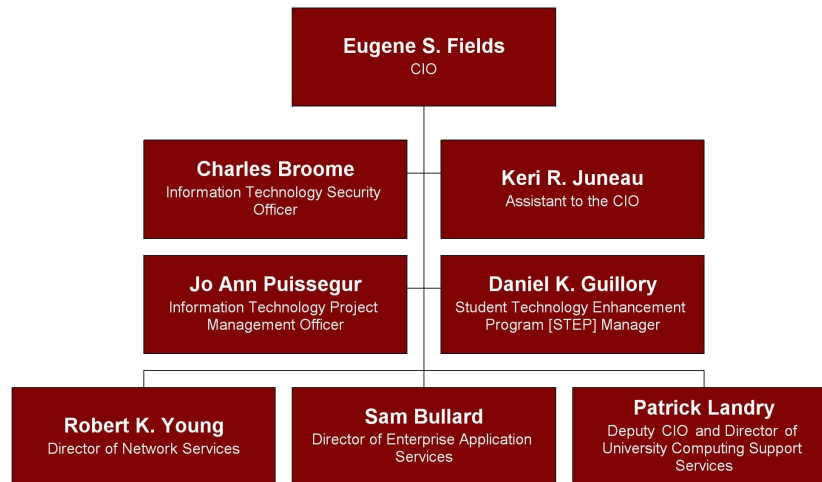 Eugene S. Fields
CIO
Charles Broome
Information Technology Security
Officer
Keri R. Juneau
Assistant to the CIO
Jo Ann Puissegur
Information Technology Project
Management Officer
Daniel K. Guillory
Student Technology Enhancement
Program [STEP] Manager
Robert K. Young
Director of Network Services
Sam Bullard
Director of Enterprise Application
Services
Patrick Landry
Deputy CIO and Director of
University Computing Support
Services